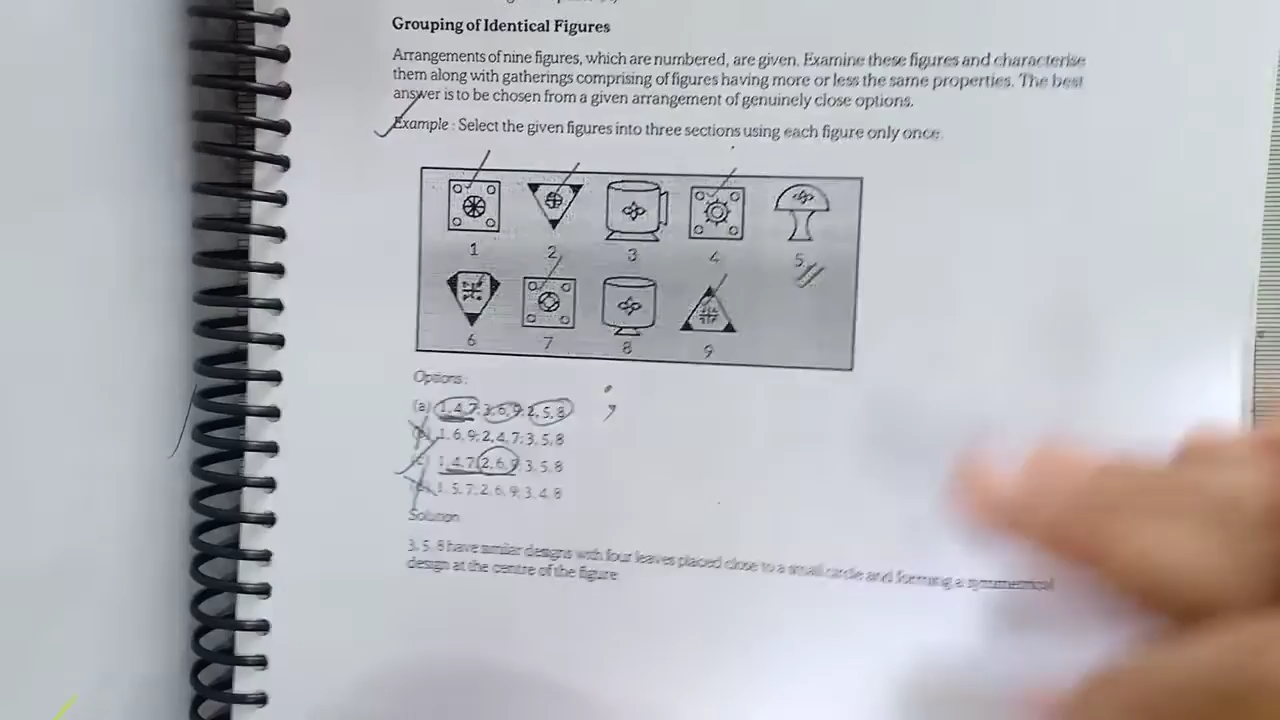 Grouping of Identical Figures
Arrangements of nine figures, which are numbered, are given. Examine these figures and characterise
them along with gatherings comprising of figures having more or less the same properties. The best
answer is to be chosen from a given arrangement of genuinely close options.
Example : Select the given figures into three sections using each figure only once.
1 2 3 4 5
6 7 8 9
Options:
(a) 1, 4, 7; 3, 6, 9; 2, 5, 8
1, 6, 9; 2, 4, 7; 3, 5, 8
1, 4, 7; 2, 6, 9; 3, 5, 8
1, 5, 7; 2, 6, 9; 3, 4, 8
Solution
3, 5, 8 have similar designs with four leaves placed close to a small circle and forming a symmetrical
design at the centre of the figure